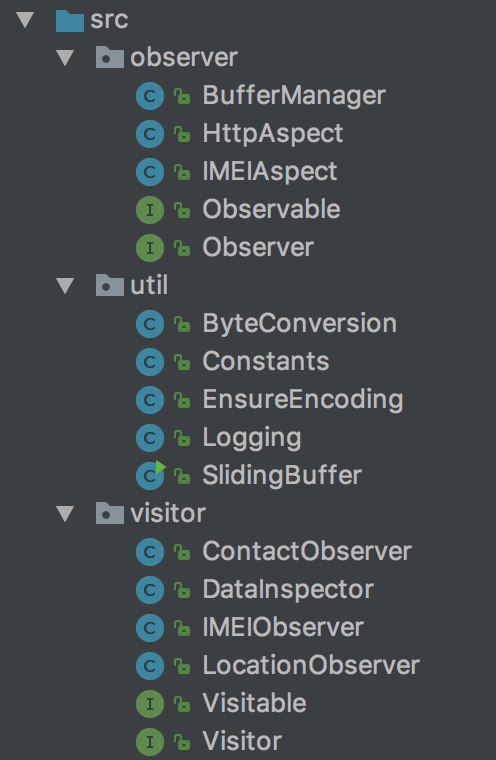 src
observer
C BufferManager
C HttpAspect
C IMEIAspect
I Observable
I Observer
util
C ByteConversion
C Constants
C EnsureEncoding
C Logging
C SlidingBuffer
visitor
C ContactObserver
C DataInspector
C IMEIObserver
C LocationObserver
I Visitable
I Visitor